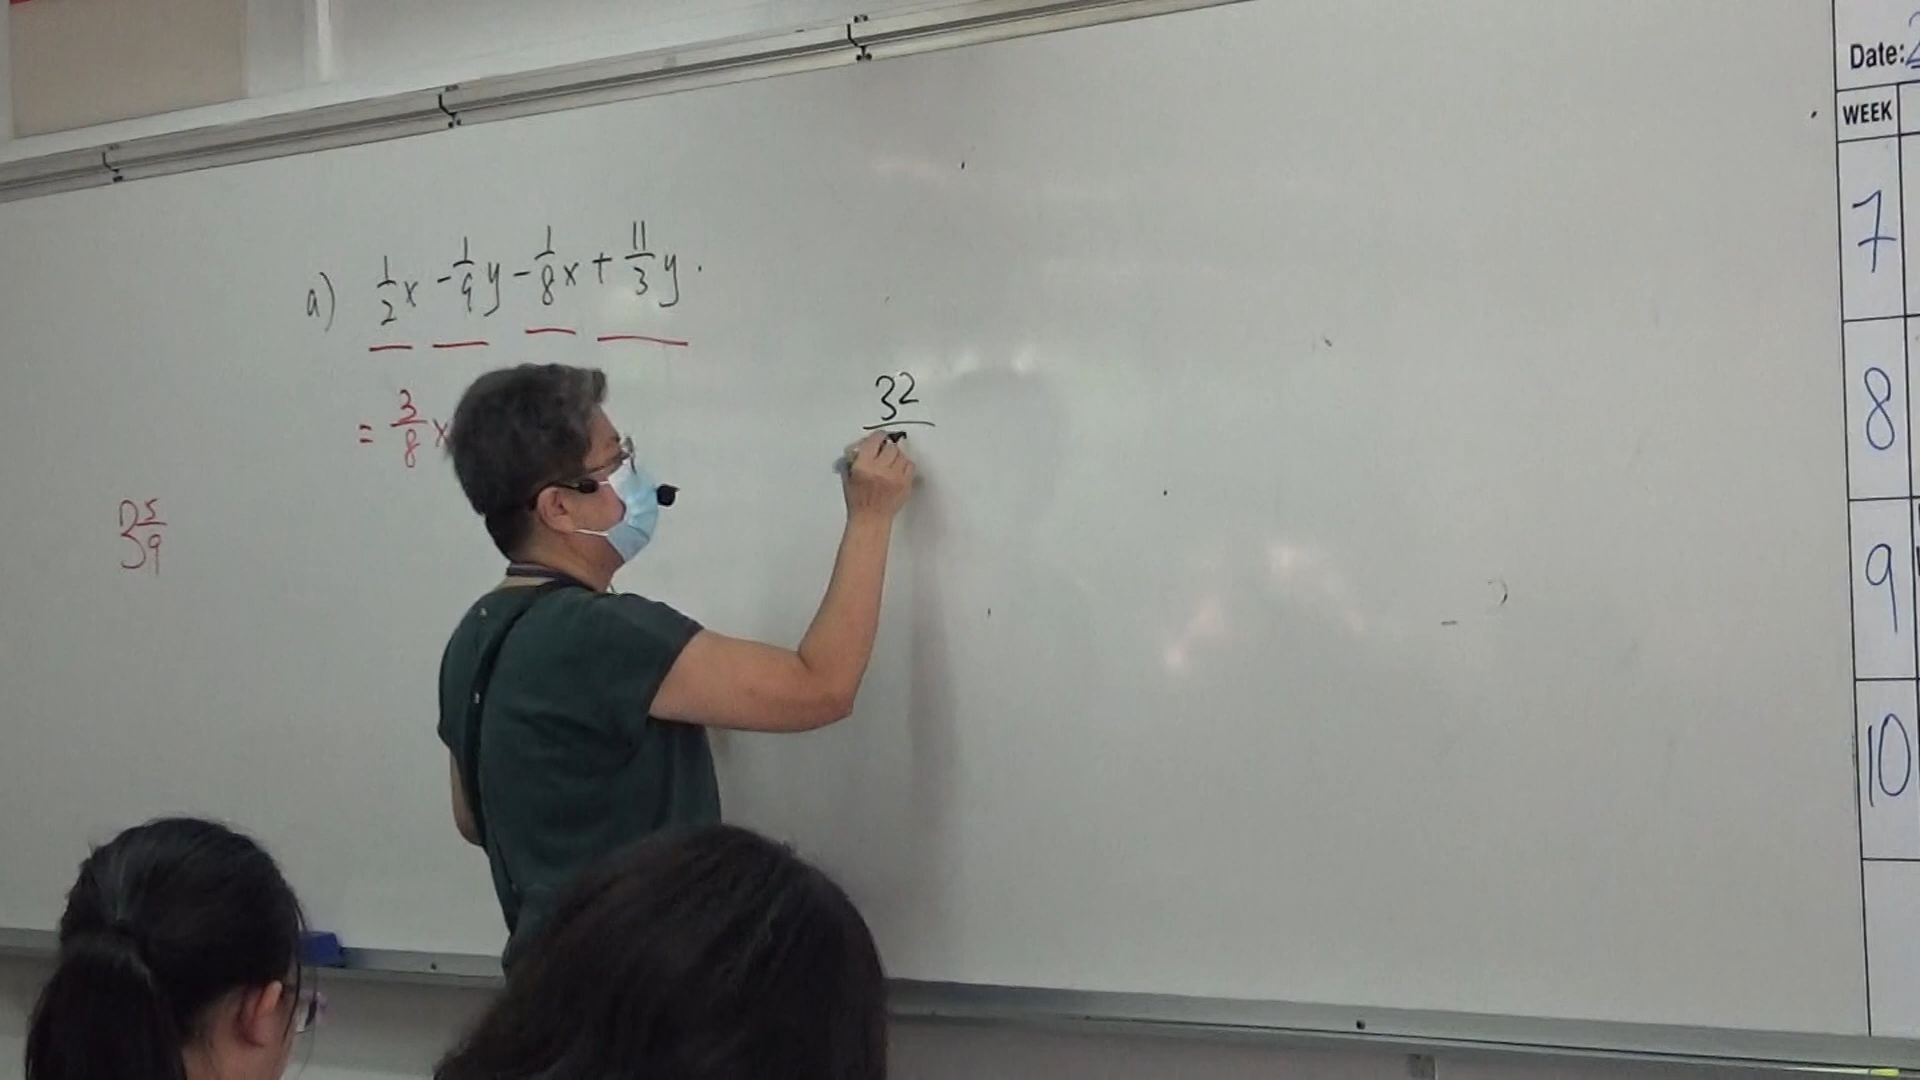 Date:
WEEK
7
8
9
10
a) 1/2 x - 1/9 y - 1/8 x + 11/3 y.
= 3/8 x
3 5/9
32